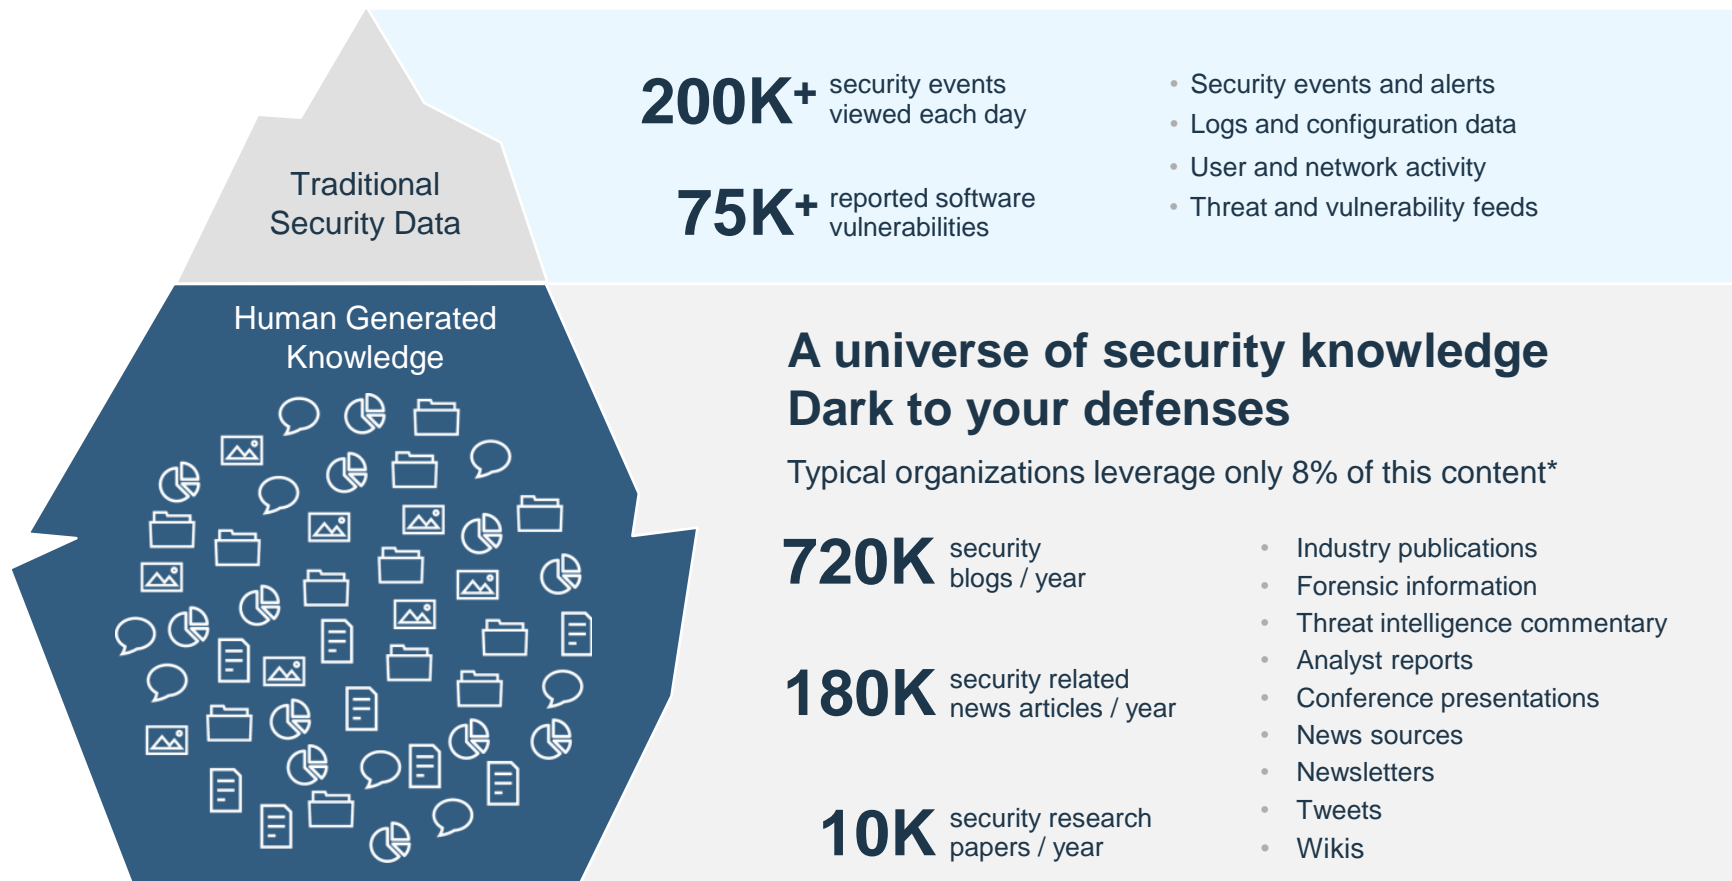 Traditional
Security Data
200K+ security events
viewed each day
75K+ reported software
vulnerabilities
• Security events and alerts
• Logs and configuration data
• User and network activity
• Threat and vulnerability feeds
Human Generated
Knowledge
A universe of security knowledge
Dark to your defenses
Typical organizations leverage only 8% of this content*
720K security
blogs / year
180K security related
news articles / year
10K security research
papers / year
• Industry publications
• Forensic information
• Threat intelligence commentary
• Analyst reports
• Conference presentations
• News sources
• Newsletters
• Tweets
• Wikis